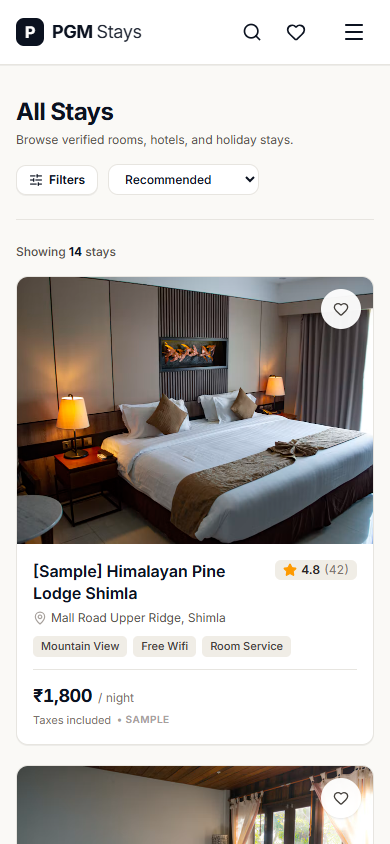 P PGM Stays
All Stays
Browse verified rooms, hotels, and holiday stays.
Filters Recommended
Showing 14 stays
[Sample] Himalayan Pine
Lodge Shimla
4.8 (42)
Mall Road Upper Ridge, Shimla
Mountain View Free Wifi Room Service
₹1,800 / night
Taxes included • SAMPLE